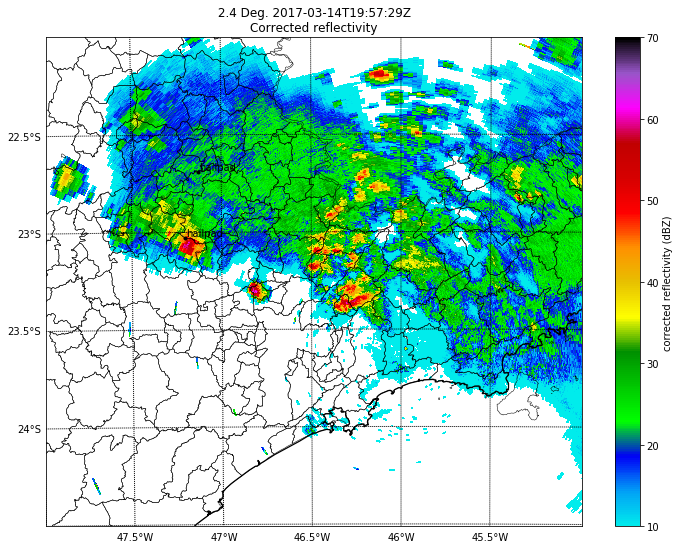 2.4 Deg. 2017-03-14T19:57:29Z
Corrected reflectivity
22.5°S
23°S
23.5°S
24°S
47.5°W
47°W
46.5°W
46°W
45.5°W
70
60
50
40
30
20
10
corrected reflectivity (dBZ)